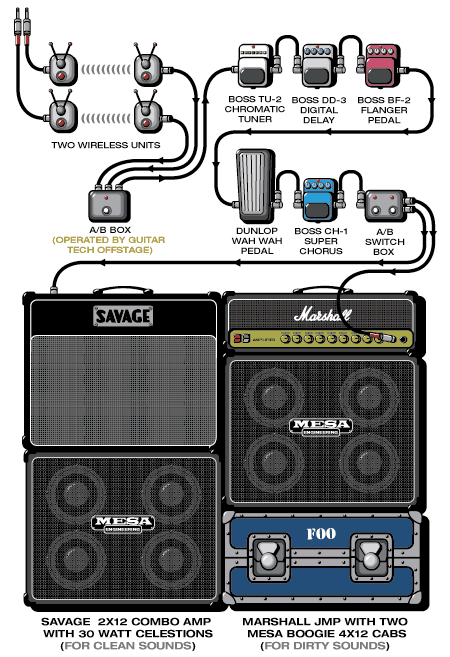 TWO WIRELESS UNITS
A/B BOX
(OPERATED BY GUITAR
TECH OFFSTAGE)
BOSS TU-2
CHROMATIC
TUNER
BOSS DD-3
DIGITAL
DELAY
BOSS BF-2
FLANGER
PEDAL
DUNLOP
WAH WAH
PEDAL
BOSS CH-1
SUPER
CHORUS
A/B
SWITCH
BOX
SAVAGE
Marshall
AMPLIFIER
MESA
ENGINEERING
MESA
ENGINEERING
FOO
SAVAGE 2X12 COMBO AMP
WITH 30 WATT CELESTIONS
(FOR CLEAN SOUNDS)
MARSHALL JMP WITH TWO
MESA BOOGIE 4X12 CABS
(FOR DIRTY SOUNDS)